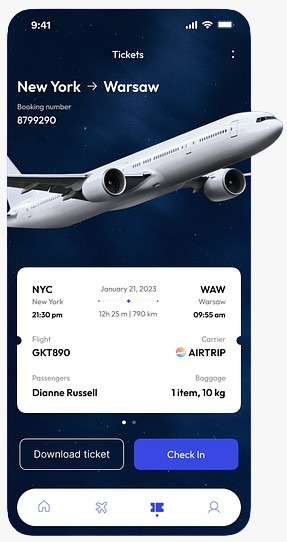 9:41
Tickets
New York → Warsaw
Booking number
8799290
NYC January 21, 2023 WAW
New York Warsaw
21:30 pm 12h 25 m | 790 km 09:55 am
Flight Carrier
GKT890 AIRTRIP
Passengers Baggage
Dianne Russell 1 item, 10 kg
Download ticket Check In